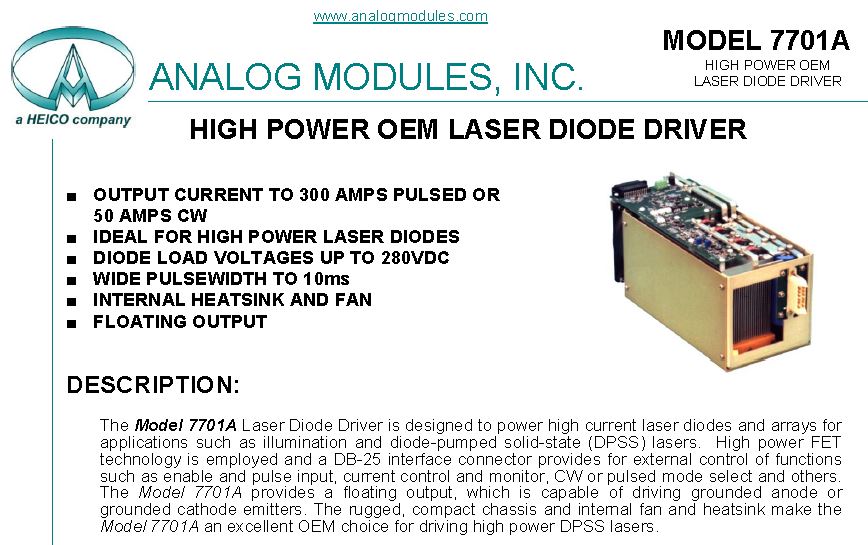 www.analogmodules.com
MODEL 7701A
HIGH POWER OEM
LASER DIODE DRIVER
ANALOG MODULES, INC.
a HEICO company
HIGH POWER OEM LASER DIODE DRIVER
■ OUTPUT CURRENT TO 300 AMPS PULSED OR
50 AMPS CW
■ IDEAL FOR HIGH POWER LASER DIODES
■ DIODE LOAD VOLTAGES UP TO 280VDC
■ WIDE PULSEWIDTH TO 10ms
■ INTERNAL HEATSINK AND FAN
■ FLOATING OUTPUT
DESCRIPTION:
The Model 7701A Laser Diode Driver is designed to power high current laser diodes and arrays for
applications such as illumination and diode-pumped solid-state (DPSS) lasers. High power FET
technology is employed and a DB-25 interface connector provides for external control of functions
such as enable and pulse input, current control and monitor, CW or pulsed mode select and others.
The Model 7701A provides a floating output, which is capable of driving grounded anode or
grounded cathode emitters. The rugged, compact chassis and internal fan and heatsink make the
Model 7701A an excellent OEM choice for driving high power DPSS lasers.